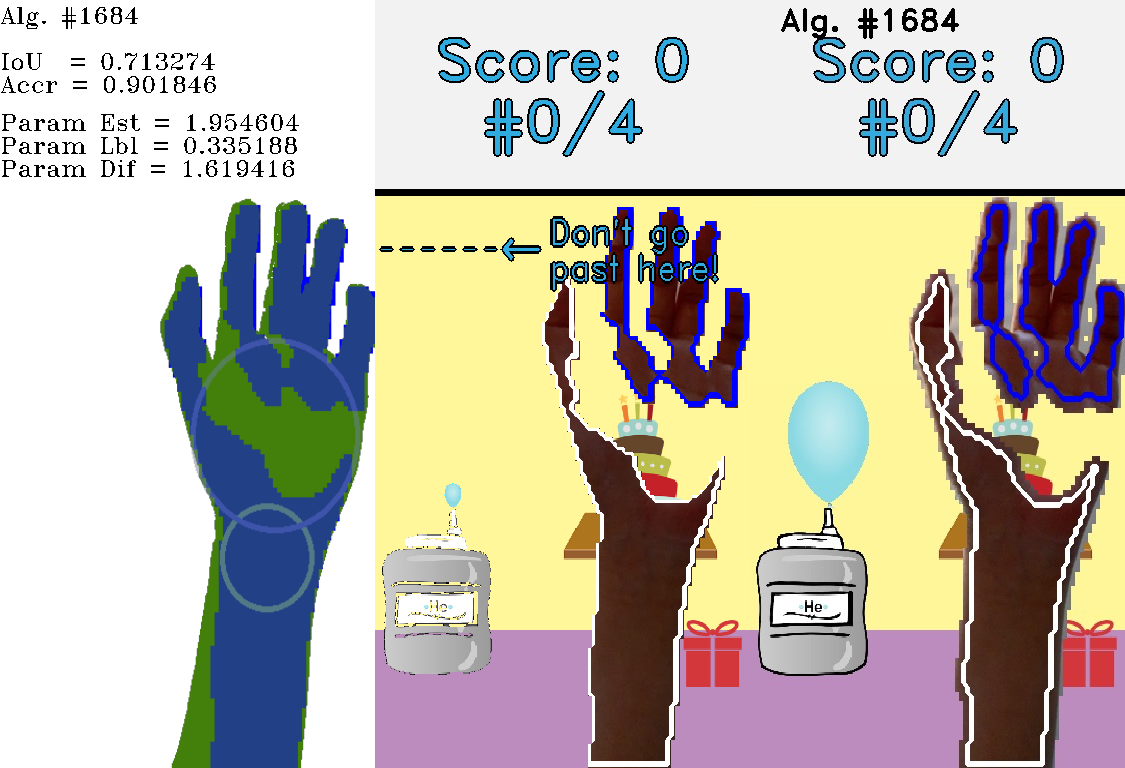 Alg. #1684
IoU = 0.713274
Accr = 0.901846
Param Est = 1.954604
Param Lbl = 0.335188
Param Dif = 1.619416
Score: 0
#0/4
Don't go
past here!
He
Alg. #1684
Score: 0
#0/4
He